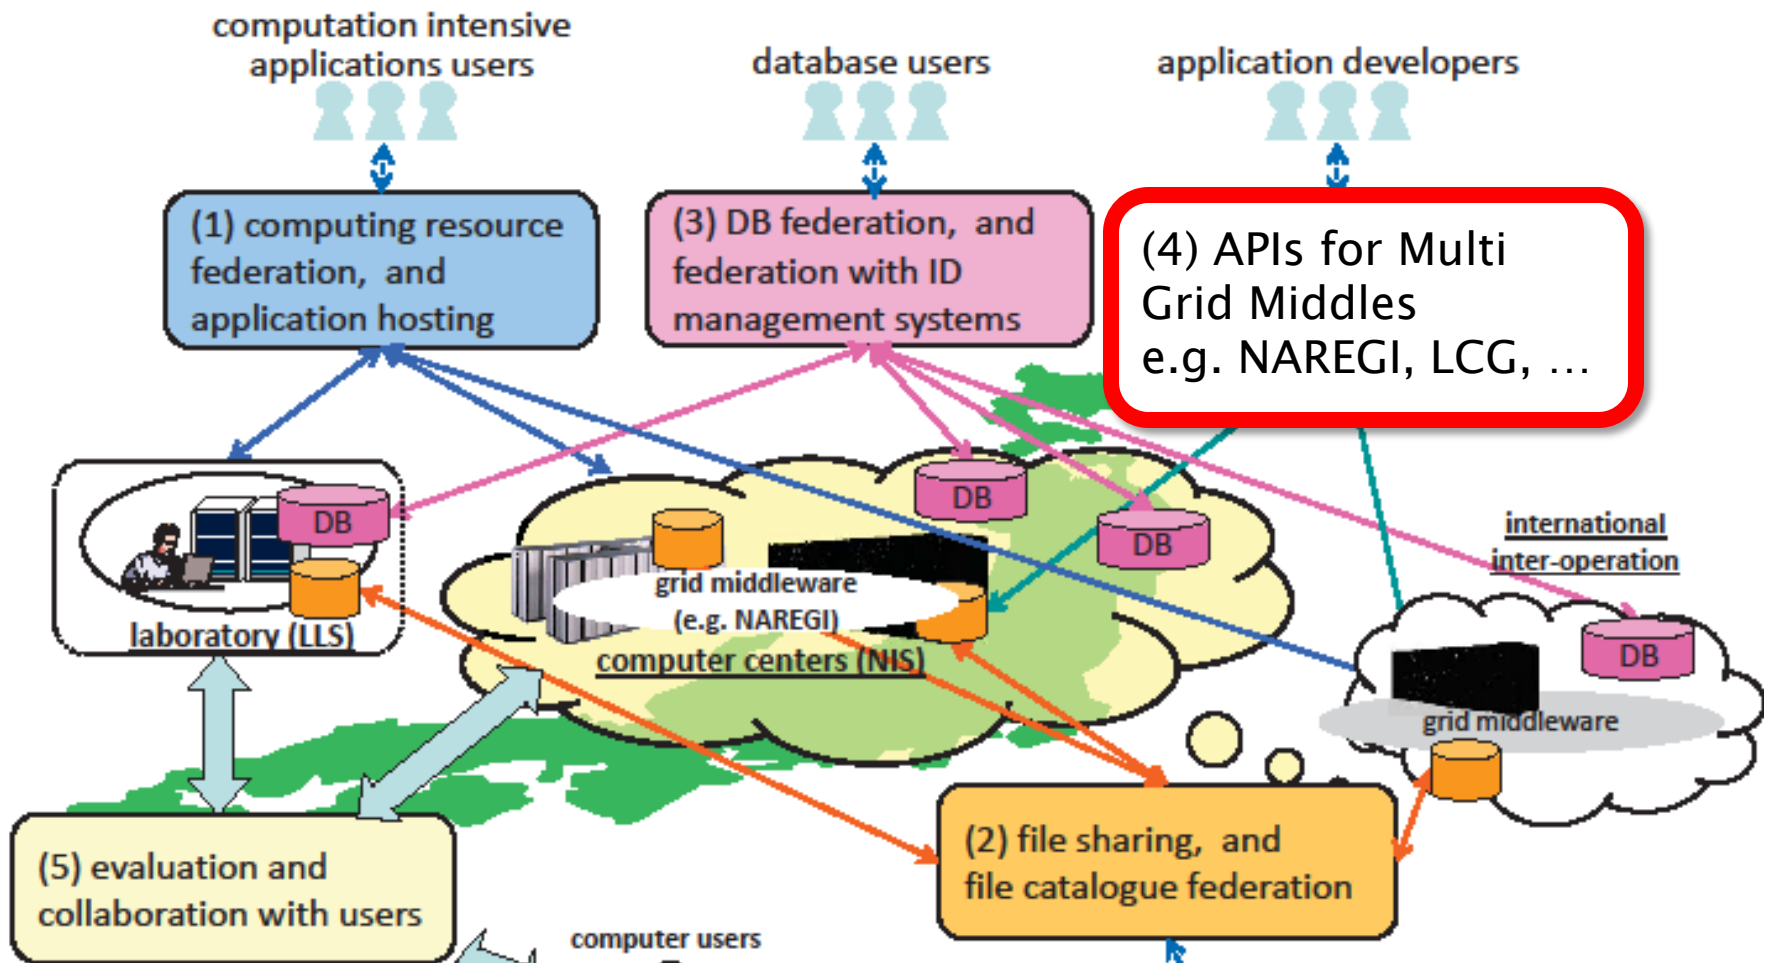 computation intensive
applications users
database users
application developers
(1) computing resource
federation, and
application hosting
(3) DB federation, and
federation with ID
management systems
(4) APIs for Multi
Grid Middles
e.g. NAREGI, LCG, …
DB
laboratory (LLS)
DB
DB
grid middleware
(e.g. NAREGI)
computer centers (NIS)
international
inter-operation
DB
grid middleware
(5) evaluation and
collaboration with users
(2) file sharing, and
file catalogue federation
computer users